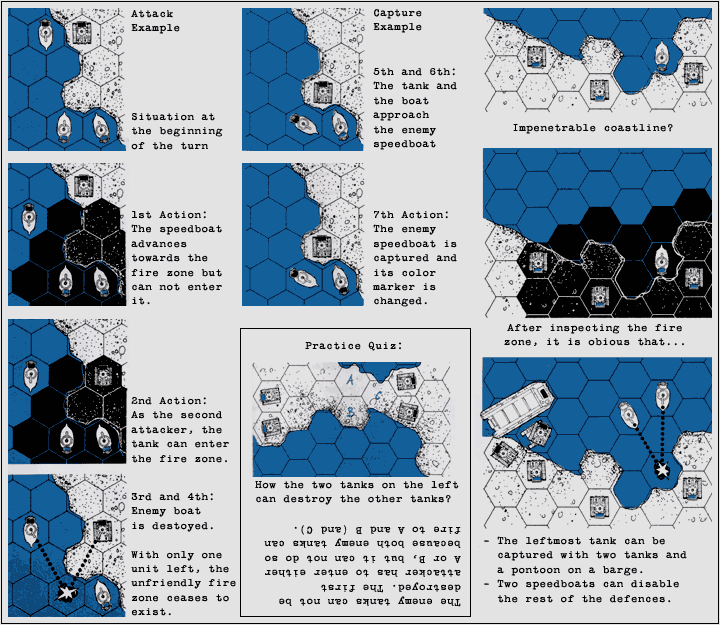 Attack
Example
Situation at
the beginning
of the turn
1st Action:
The speedboat
advances
towards the
fire zone but
can not enter
it.
2nd Action:
As the second
attacker, the
tank can enter
the fire zone.
3rd and 4th:
Enemy boat
is destoyed.
With only one
unit left, the
unfriendly fire
zone ceases to
exist.
Capture
Example
5th and 6th:
The tank and
the boat
approach
the enemy
speedboat
7th Action:
The enemy
speedboat is
captured and
its color
marker is
changed.
Practice Quiz:
A
C
B
How the two tanks on the left
can destroy the other tanks?
The enemy tanks can not be
destroyed. The first
attacker has to enter either
A or B, but it can not do so
because both enemy tanks can
fire to A and B (and C).
Impenetrable coastline?
After inspecting the fire
zone, it is obious that...
- The leftmost tank can be
captured with two tanks and
a pontoon on a barge.
- Two speedboats can disable
the rest of the defences.